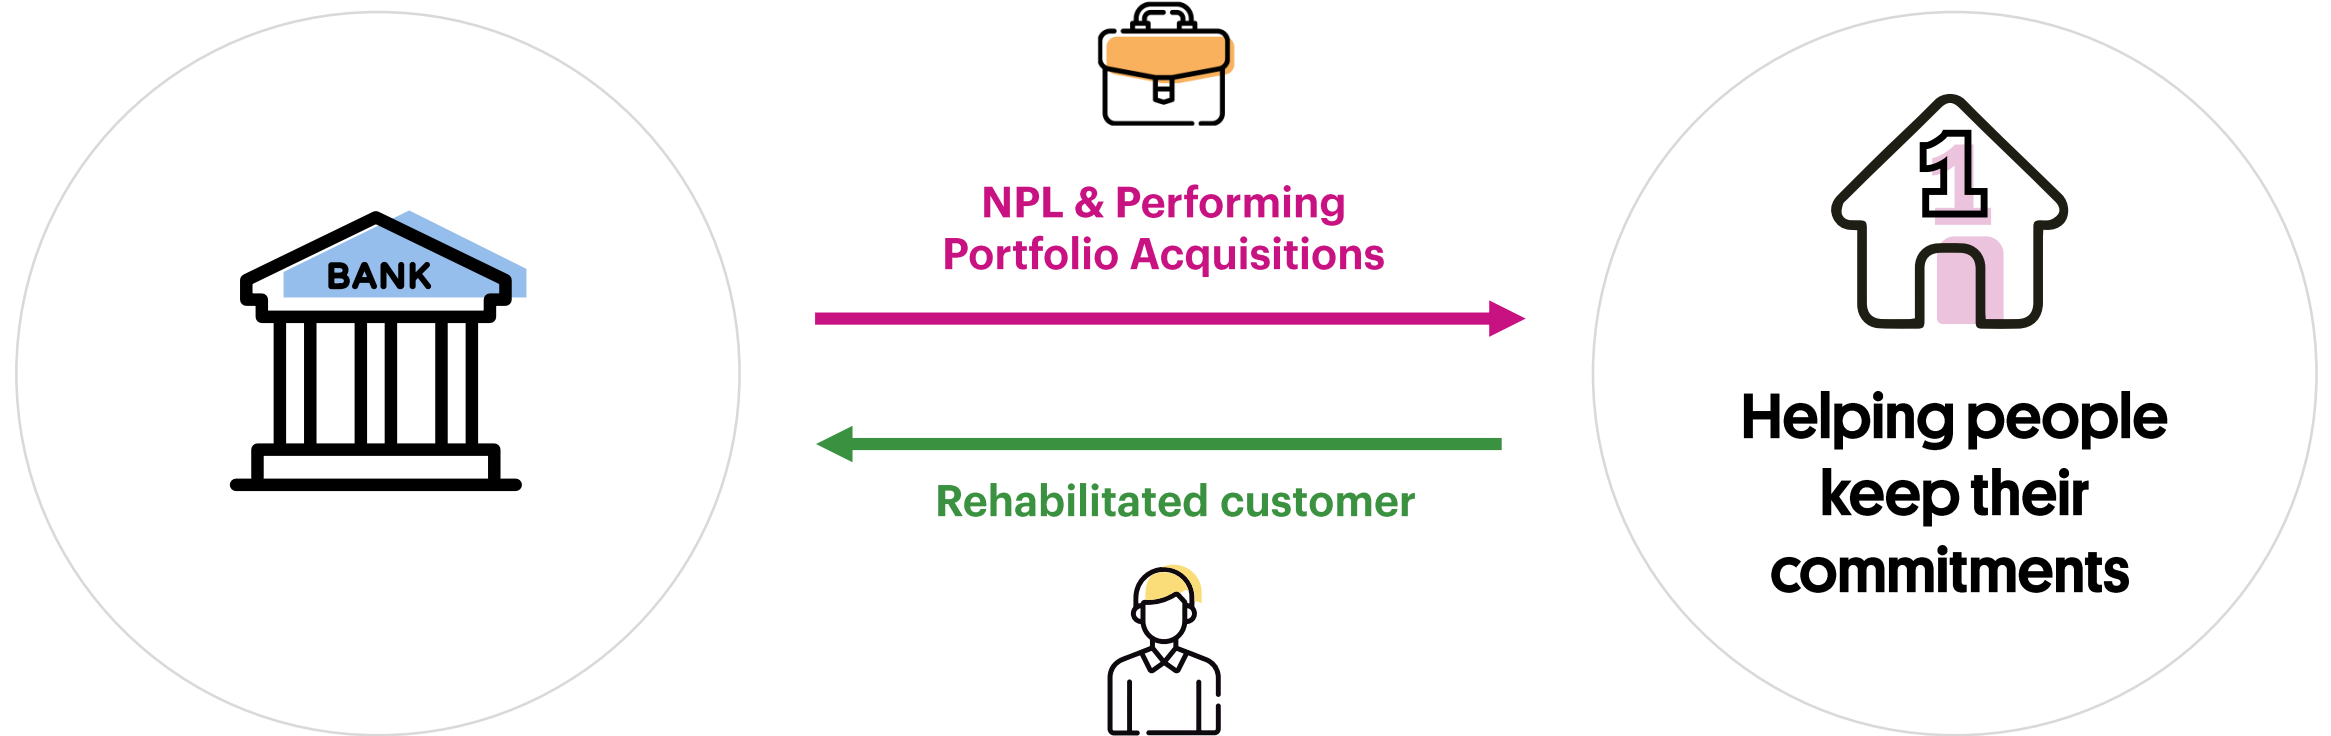 BANK
NPL & Performing
Portfolio Acquisitions
Rehabilitated customer
1
Helping people
keep their
commitments